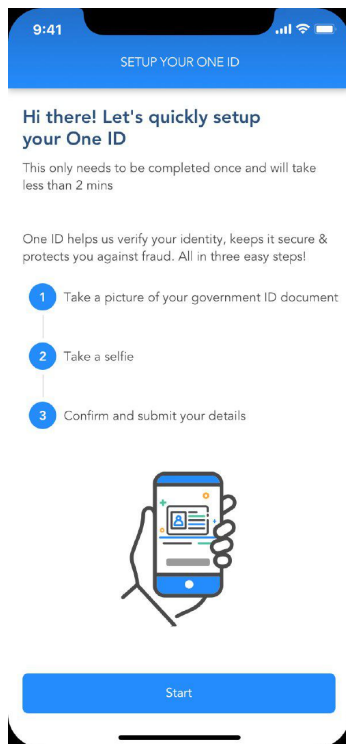 9:41
SETUP YOUR ONE ID
Hi there! Let's quickly setup
your One ID
This only needs to be completed once and will take
less than 2 mins
One ID helps us verify your identity, keeps it secure &
protects you against fraud. All in three easy steps!
1 Take a picture of your government ID document
2 Take a selfie
3 Confirm and submit your details
Start